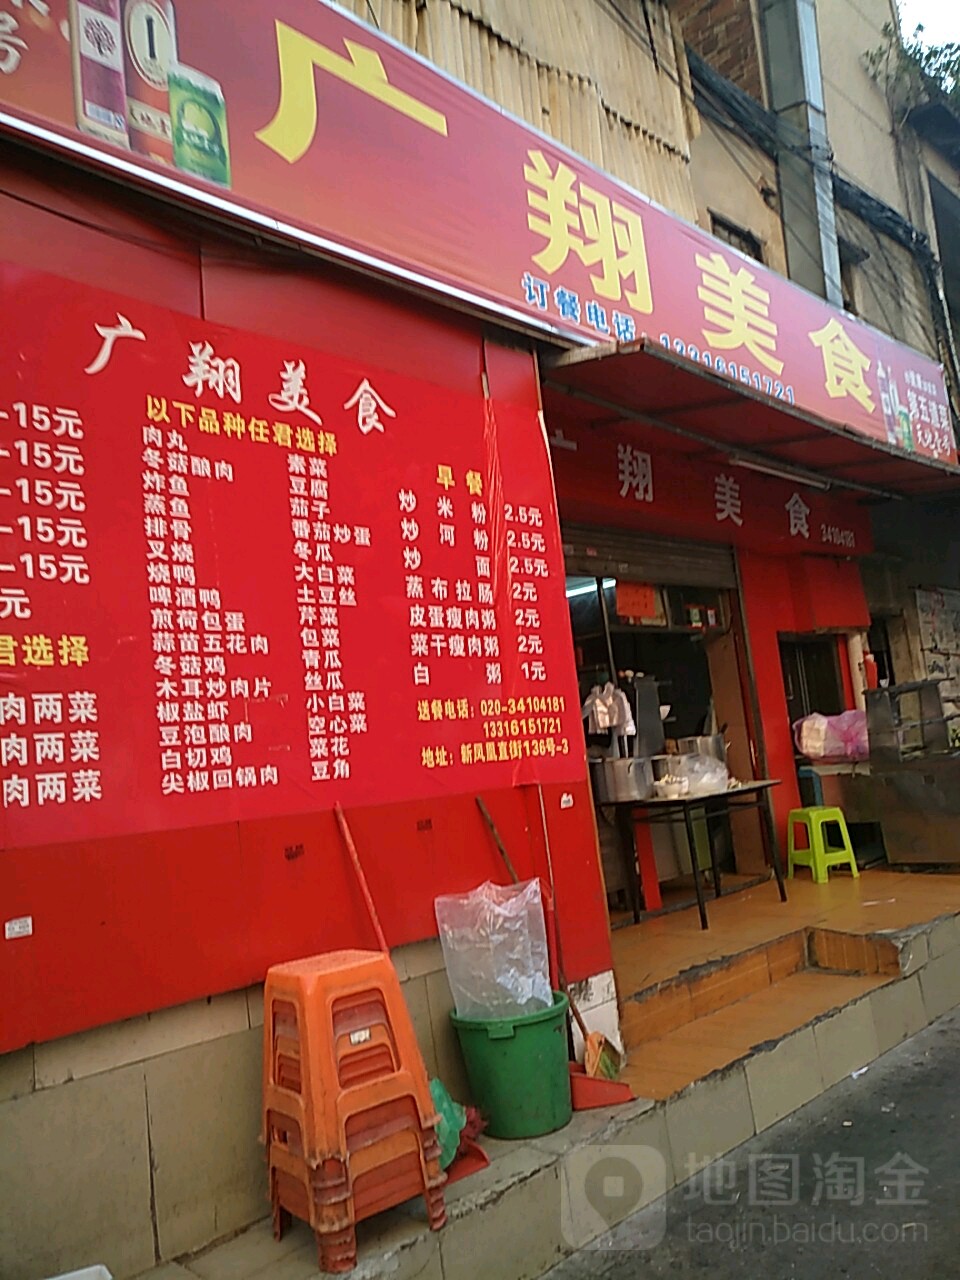 广翔美食
订餐电话：13316151721
第五道菜
天地壹号
广翔美食
34104181
广翔美食
-15元
-15元
-15元
-15元
-15元
元
君选择
肉两菜
肉两菜
肉两菜
以下品种任君选择
肉丸
冬菇酿肉
炸鱼
蒸鱼
排骨
叉烧
烧鸭
啤酒鸭
煎荷包蛋
蒜苗五花肉
冬菇鸡
木耳炒肉片
椒盐虾
豆泡酿肉
白切鸡
尖椒回锅肉
素菜
豆腐
茄子
番茄炒蛋
冬瓜
大白菜
土豆丝
芹菜
包菜
青瓜
丝瓜
小白菜
空心菜
菜花
豆角
早餐
炒米粉 2.5元
炒河粉 2.5元
炒面 2.5元
蒸布拉肠 2元
皮蛋瘦肉粥 2元
菜干瘦肉粥 2元
白粥 1元
送餐电话：020-34104181
13316151721
地址：新凤凰直街136号-3
地图淘金
taojin.baidu.com